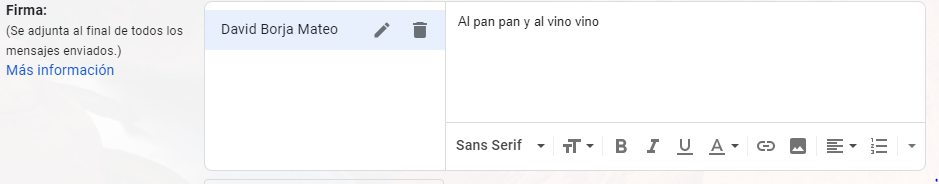 Firma:
(Se adjunta al final de todos los
mensajes enviados.)
Más información
David Borja Mateo
Al pan pan y al vino vino
Sans Serif
B I U A